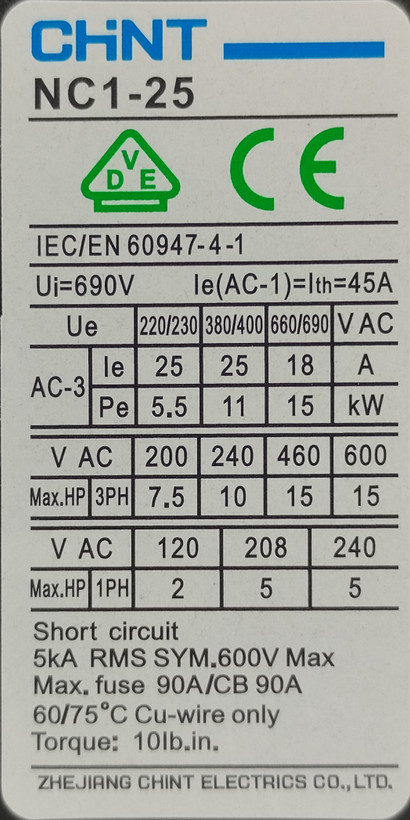 CHiNT
NC1-25
VDE CE
IEC/EN 60947-4-1
Ui=690V Ie(AC-1)=Ith=45A
Ue 220/230 380/400 660/690 V AC
AC-3 Ie 25 25 18 A
Pe 5.5 11 15 kW
V AC 200 240 460 600
Max.HP 3PH 7.5 10 15 15
V AC 120 208 240
Max.HP 1PH 2 5 5
Short circuit
5kA RMS SYM.600V Max
Max. fuse 90A/CB 90A
60/75°C Cu-wire only
Torque: 10lb.in.
ZHEJIANG CHINT ELECTRICS CO.,LTD.